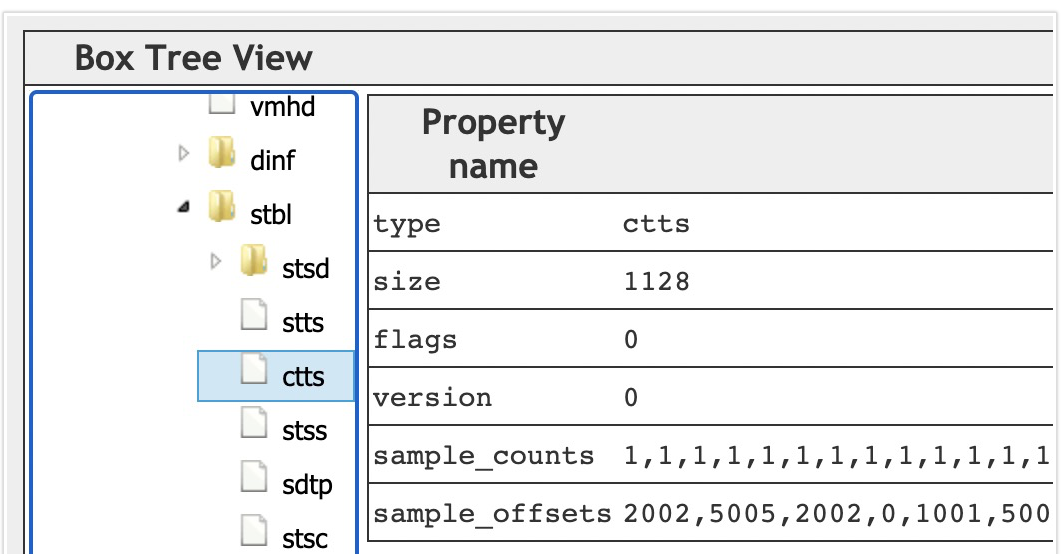 Box Tree View
vmhd
dinf
stbl
stsd
stts
ctts
stss
sdtp
stsc
Property
name
type ctts
size 1128
flags 0
version 0
sample_counts 1,1,1,1,1,1,1,1,1,1,1,1,1
sample_offsets 2002,5005,2002,0,1001,500